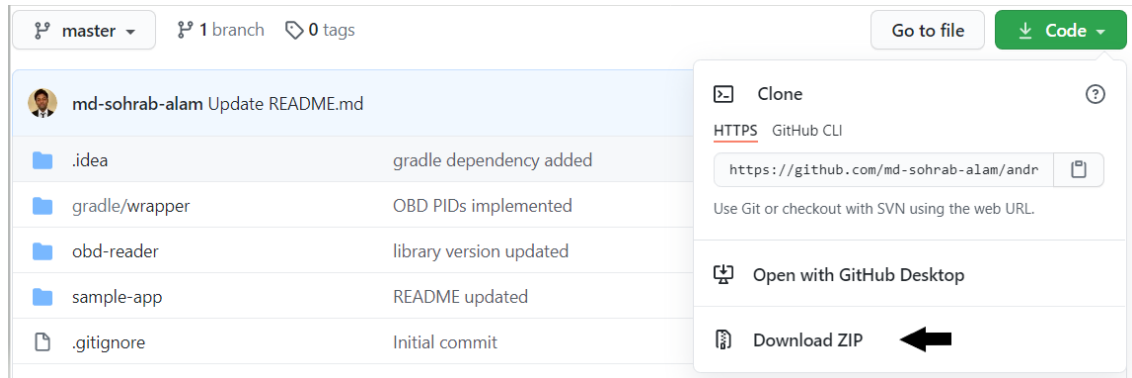 master 1 branch 0 tags Go to file Code
md-sohrab-alam Update README.md
Clone
HTTPS GitHub CLI
https://github.com/md-sohrab-alam/andr
Use Git or checkout with SVN using the web URL.
Open with GitHub Desktop
Download ZIP
.idea gradle dependency added
gradle/wrapper OBD PIDs implemented
obd-reader library version updated
sample-app README updated
.gitignore Initial commit